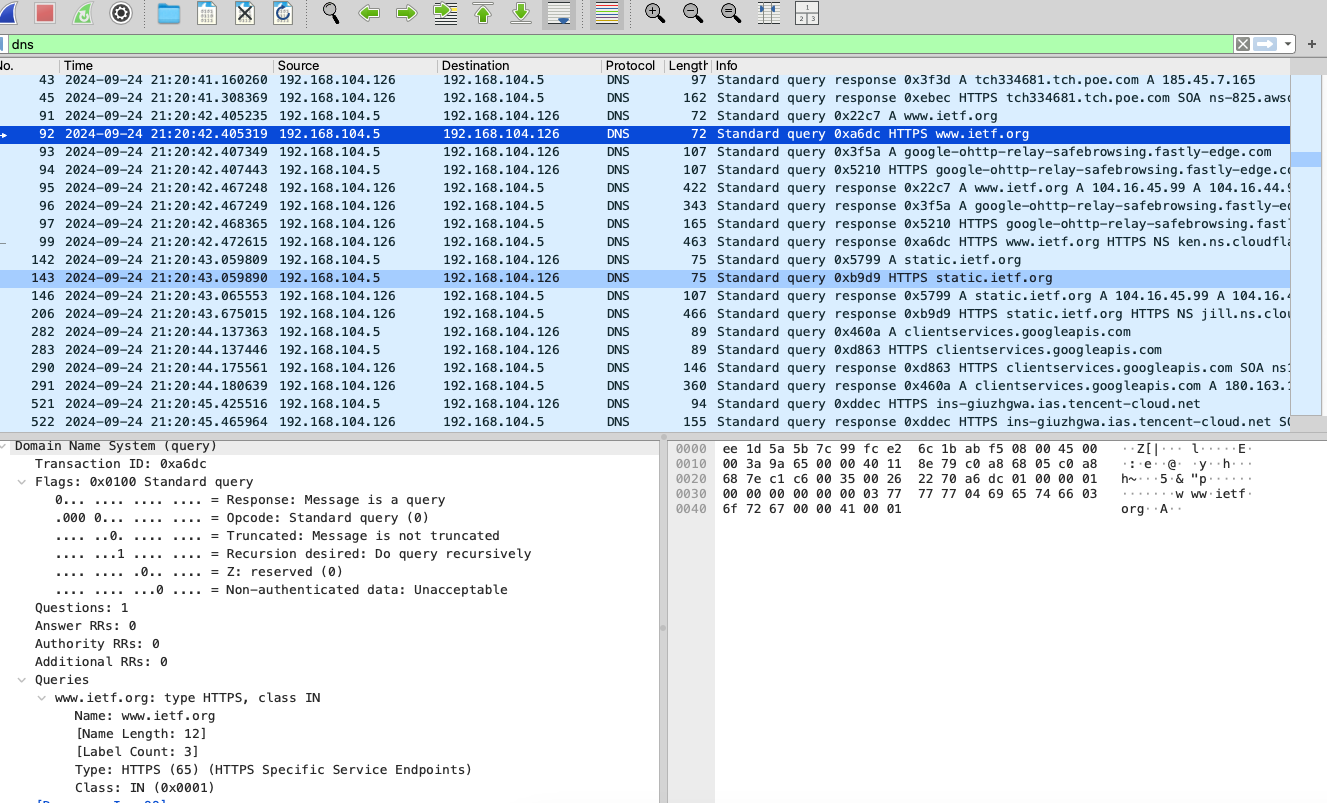 dns
No. Time Source Destination Protocol Length Info
43 2024-09-24 21:20:41.160260 192.168.104.126 192.168.104.5 DNS 97 Standard query response 0x3f3d A tch334681.tch.poe.com A 185.45.7.165
45 2024-09-24 21:20:41.308369 192.168.104.126 192.168.104.5 DNS 162 Standard query response 0xebec HTTPS tch334681.tch.poe.com SOA ns-825.awsd
91 2024-09-24 21:20:42.405235 192.168.104.5 192.168.104.126 DNS 72 Standard query 0x22c7 A www.ietf.org
92 2024-09-24 21:20:42.405319 192.168.104.5 192.168.104.126 DNS 72 Standard query 0xa6dc HTTPS www.ietf.org
93 2024-09-24 21:20:42.407349 192.168.104.5 192.168.104.126 DNS 107 Standard query 0x3f5a A google-ohttp-relay-safebrowsing.fastly-edge.com
94 2024-09-24 21:20:42.407443 192.168.104.5 192.168.104.126 DNS 107 Standard query 0x5210 HTTPS google-ohttp-relay-safebrowsing.fastly-edge.co
95 2024-09-24 21:20:42.467248 192.168.104.126 192.168.104.5 DNS 422 Standard query response 0x22c7 A www.ietf.org A 104.16.45.99 A 104.16.44.9
96 2024-09-24 21:20:42.467249 192.168.104.126 192.168.104.5 DNS 343 Standard query response 0x3f5a A google-ohttp-relay-safebrowsing.fastly-ed
97 2024-09-24 21:20:42.468365 192.168.104.126 192.168.104.5 DNS 165 Standard query response 0x5210 HTTPS google-ohttp-relay-safebrowsing.fastl
99 2024-09-24 21:20:42.472615 192.168.104.126 192.168.104.5 DNS 463 Standard query response 0xa6dc HTTPS www.ietf.org HTTPS NS ken.ns.cloudfla
142 2024-09-24 21:20:43.059809 192.168.104.5 192.168.104.126 DNS 75 Standard query 0x5799 A static.ietf.org
143 2024-09-24 21:20:43.059890 192.168.104.5 192.168.104.126 DNS 75 Standard query 0xb9d9 HTTPS static.ietf.org
146 2024-09-24 21:20:43.065553 192.168.104.126 192.168.104.5 DNS 107 Standard query response 0x5799 A static.ietf.org A 104.16.45.99 A 104.16.4
206 2024-09-24 21:20:43.675015 192.168.104.126 192.168.104.5 DNS 466 Standard query response 0xb9d9 HTTPS static.ietf.org HTTPS NS jill.ns.clou
282 2024-09-24 21:20:44.137363 192.168.104.5 192.168.104.126 DNS 89 Standard query 0x460a A clientservices.googleapis.com
283 2024-09-24 21:20:44.137446 192.168.104.5 192.168.104.126 DNS 89 Standard query 0xd863 HTTPS clientservices.googleapis.com
290 2024-09-24 21:20:44.175561 192.168.104.126 192.168.104.5 DNS 146 Standard query response 0xd863 HTTPS clientservices.googleapis.com SOA ns1
291 2024-09-24 21:20:44.180639 192.168.104.126 192.168.104.5 DNS 360 Standard query response 0x460a A clientservices.googleapis.com A 180.163.1
521 2024-09-24 21:20:45.425516 192.168.104.5 192.168.104.126 DNS 94 Standard query 0xddec HTTPS ins-giuzhgwa.ias.tencent-cloud.net
522 2024-09-24 21:20:45.465964 192.168.104.126 192.168.104.5 DNS 155 Standard query response 0xddec HTTPS ins-giuzhgwa.ias.tencent-cloud.net SO
Domain Name System (query)
Transaction ID: 0xa6dc
Flags: 0x0100 Standard query
0... .... .... .... = Response: Message is a query
.000 0... .... .... = Opcode: Standard query (0)
.... ..0. .... .... = Truncated: Message is not truncated
.... ...1 .... .... = Recursion desired: Do query recursively
.... .... .0.. .... = Z: reserved (0)
.... .... ...0 .... = Non-authenticated data: Unacceptable
Questions: 1
Answer RRs: 0
Authority RRs: 0
Additional RRs: 0
Queries
www.ietf.org: type HTTPS, class IN
Name: www.ietf.org
[Name Length: 12]
[Label Count: 3]
Type: HTTPS (65) (HTTPS Specific Service Endpoints)
Class: IN (0x0001)
0000 ee 1d 5a 5b 7c 99 fc e2 6c 1b ab f5 08 00 45 00 ··Z[|··· l·····E·
0010 00 3a 9a 65 00 00 40 11 8e 79 c0 a8 68 05 c0 a8 ·:·e··@· ·y··h···
0020 68 7e c1 c6 00 35 00 26 22 70 a6 dc 01 00 00 01 h~···5·& "p······
0030 00 00 00 00 00 00 03 77 77 77 04 69 65 74 66 03 ·······w ww·ietf·
0040 6f 72 67 00 00 41 00 01 org··A··